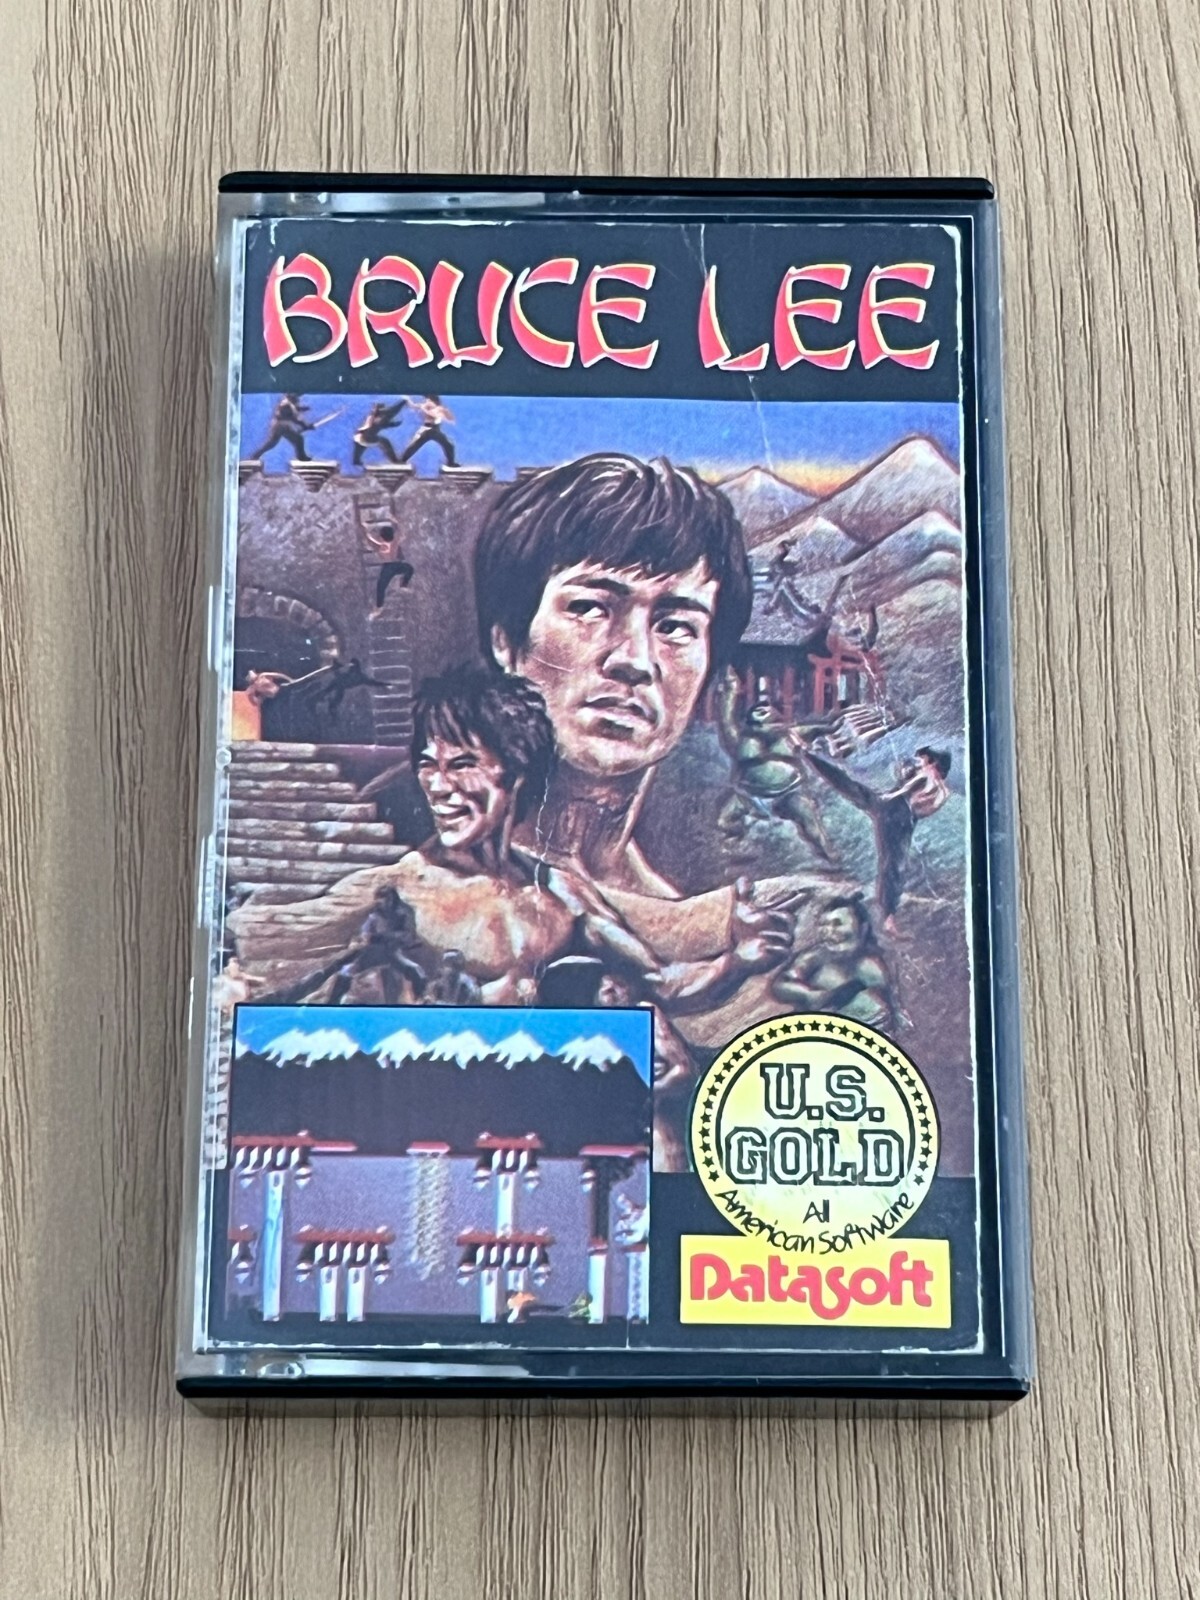 BRUCE LEE
U.S.
GOLD
All
American Software
Datasoft